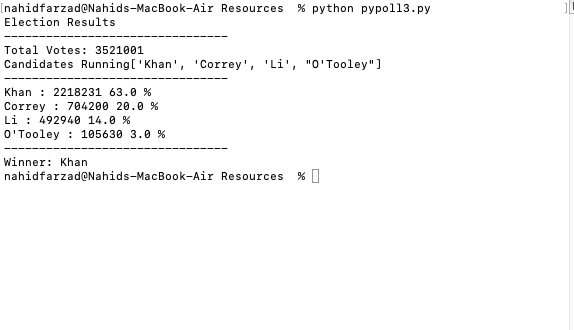 [nahidfarzad@Nahids-MacBook-Air Resources % python pypoll3.py ]
Election Results
--------------------------------
Total Votes: 3521001
Candidates Running['Khan', 'Correy', 'Li', "O'Tooley"]
--------------------------------
Khan : 2218231 63.0 %
Correy : 704200 20.0 %
Li : 492940 14.0 %
O'Tooley : 105630 3.0 %
--------------------------------
Winner: Khan
nahidfarzad@Nahids-MacBook-Air Resources %